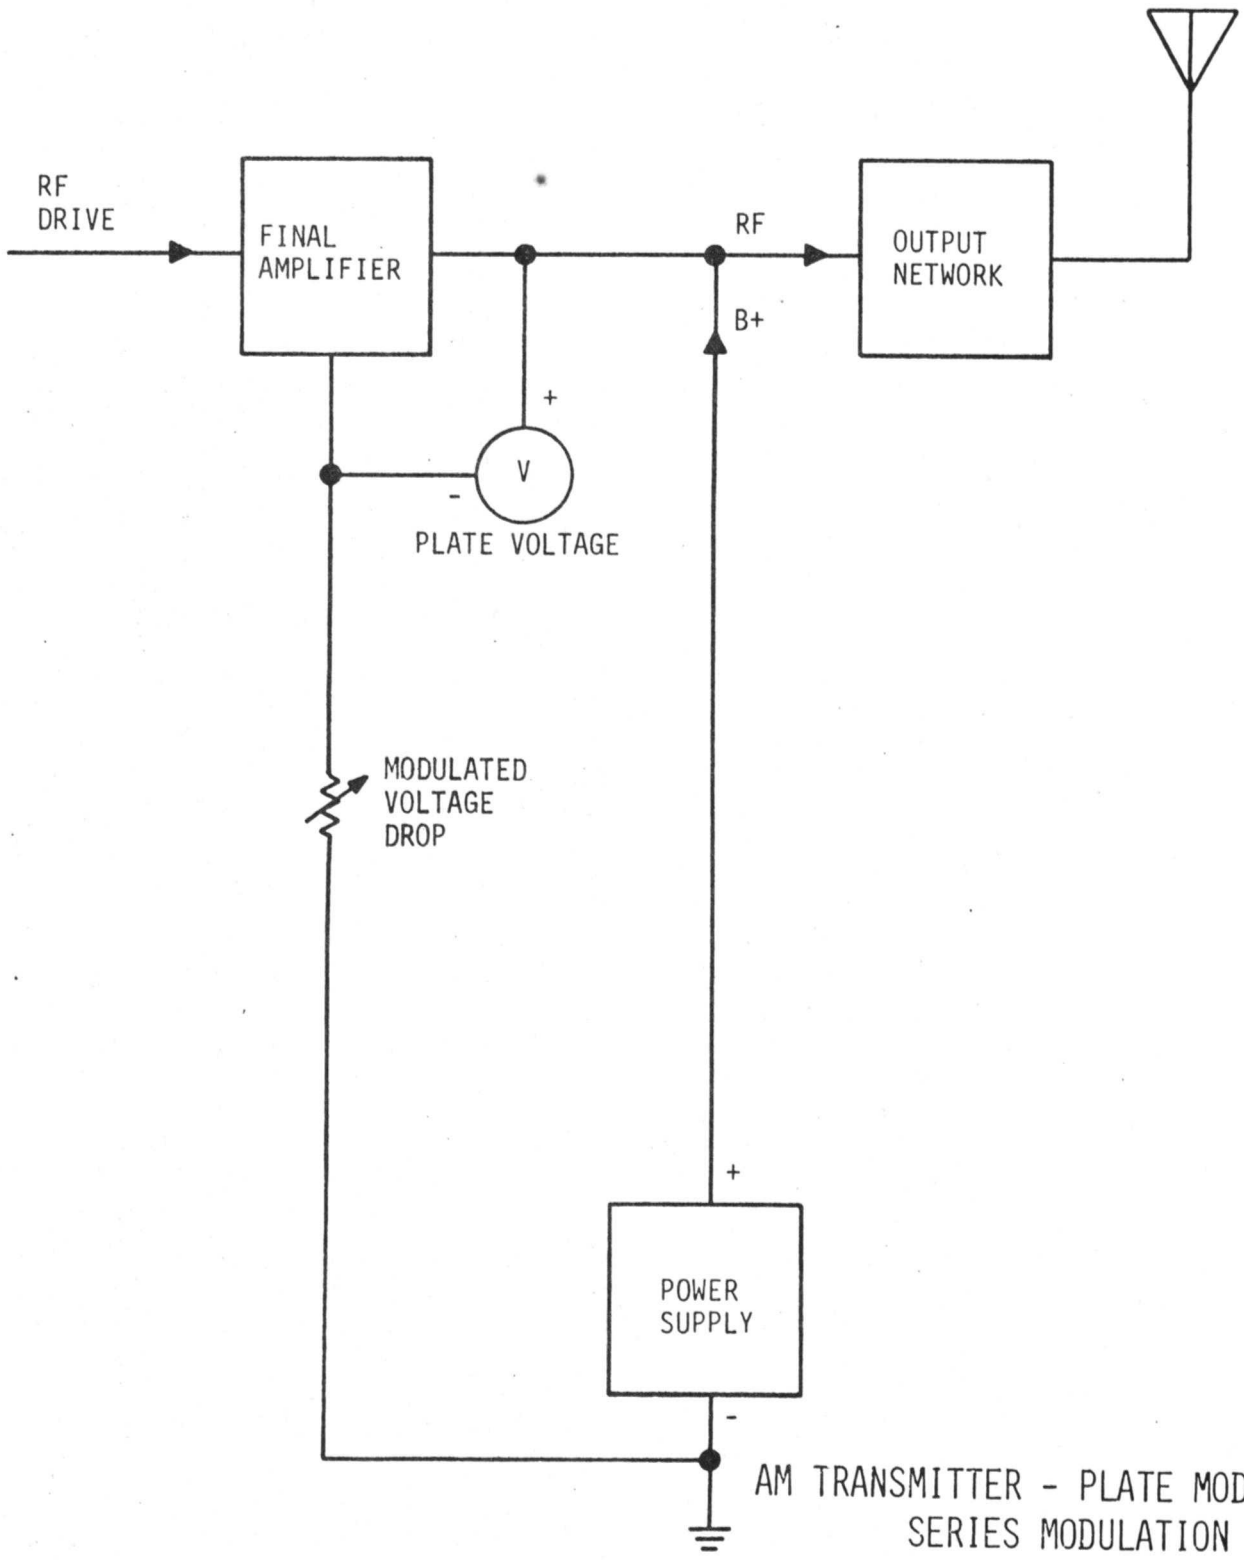 RF
DRIVE
FINAL
AMPLIFIER
RF
OUTPUT
NETWORK
B+
+
V
-
PLATE VOLTAGE
MODULATED
VOLTAGE
DROP
+
POWER
SUPPLY
-
AM TRANSMITTER - PLATE MOD
SERIES MODULATION